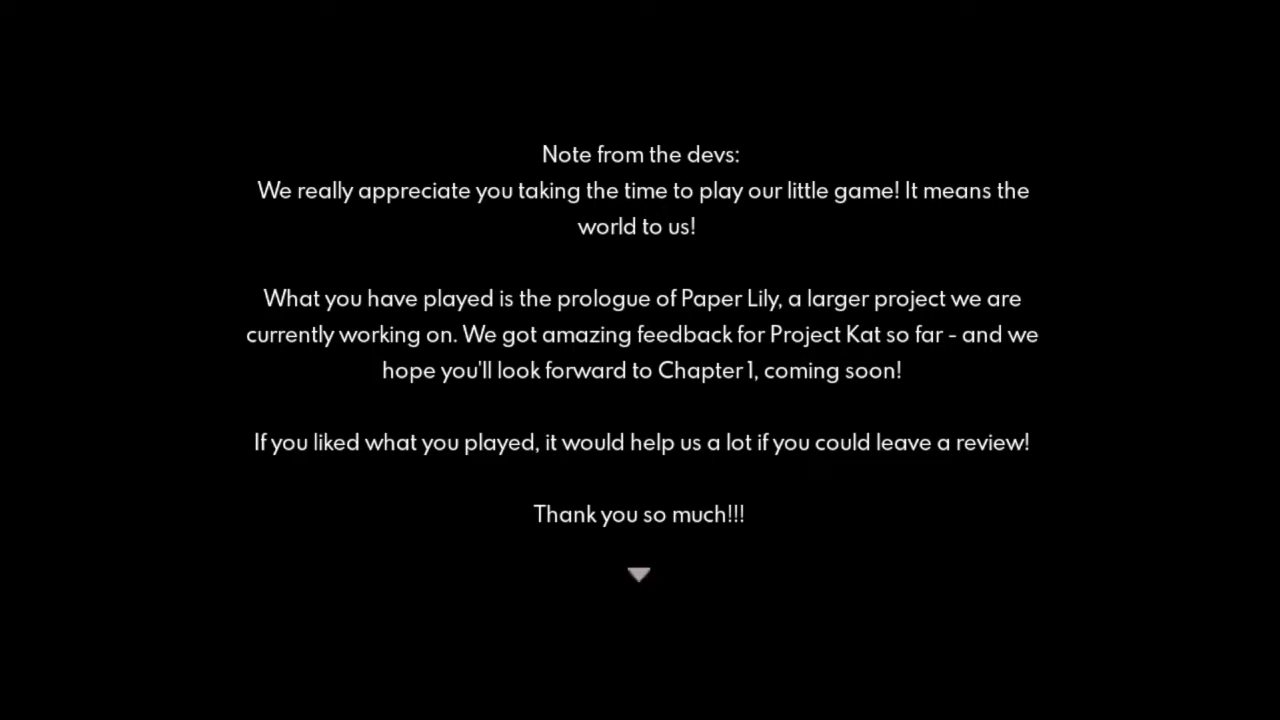 Note from the devs:
We really appreciate you taking the time to play our little game! It means the
world to us!
What you have played is the prologue of Paper Lily, a larger project we are
currently working on. We got amazing feedback for Project Kat so far - and we
hope you'll look forward to Chapter 1, coming soon!
If you liked what you played, it would help us a lot if you could leave a review!
Thank you so much!!!